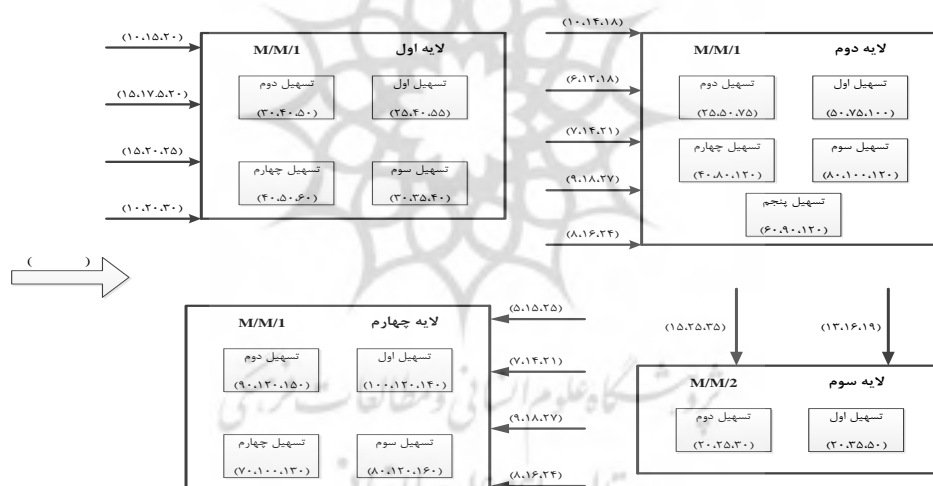 (۱۰،۱۵،۲۰)
(۱۵،۱۷.۵،۲۰)
(۱۵،۲۰،۲۵)
(۱۰،۲۰،۳۰)
لایه اول M/M/1
تسهیل اول
(۲۵،۴۰،۵۵)
تسهیل دوم
(۳۰،۴۰،۵۰)
تسهیل سوم
(۳۰،۳۵،۴۰)
تسهیل چهارم
(۴۰،۵۰،۶۰)
(۱۰،۱۴،۱۸)
(۶،۱۲،۱۸)
(۷،۱۴،۲۱)
(۹،۱۸،۲۷)
(۸،۱۶،۲۴)
لایه دوم M/M/1
تسهیل اول
(۵۰،۷۵،۱۰۰)
تسهیل دوم
(۲۵،۵۰،۷۵)
تسهیل سوم
(۸۰،۱۰۰،۱۲۰)
تسهیل چهارم
(۴۰،۸۰،۱۲۰)
تسهیل پنجم
(۶۰،۹۰،۱۲۰)
( )
(۱۵،۲۵،۳۵)
(۱۳،۱۶،۱۹)
لایه سوم M/M/2
تسهیل اول
(۲۰،۳۵،۵۰)
تسهیل دوم
(۲۰،۲۵،۳۰)
(۵،۱۵،۲۵)
(۷،۱۴،۲۱)
(۹،۱۸،۲۷)
(۸،۱۶،۲۴)
لایه چهارم M/M/1
تسهیل اول
(۱۰۰،۱۲۰،۱۴۰)
تسهیل دوم
(۹۰،۱۲۰،۱۵۰)
تسهیل سوم
(۸۰،۱۲۰،۱۶۰)
تسهیل چهارم
(۷۰،۱۰۰،۱۳۰)
پژوهشگاه علوم انسانی و مطالعات فرهنگی